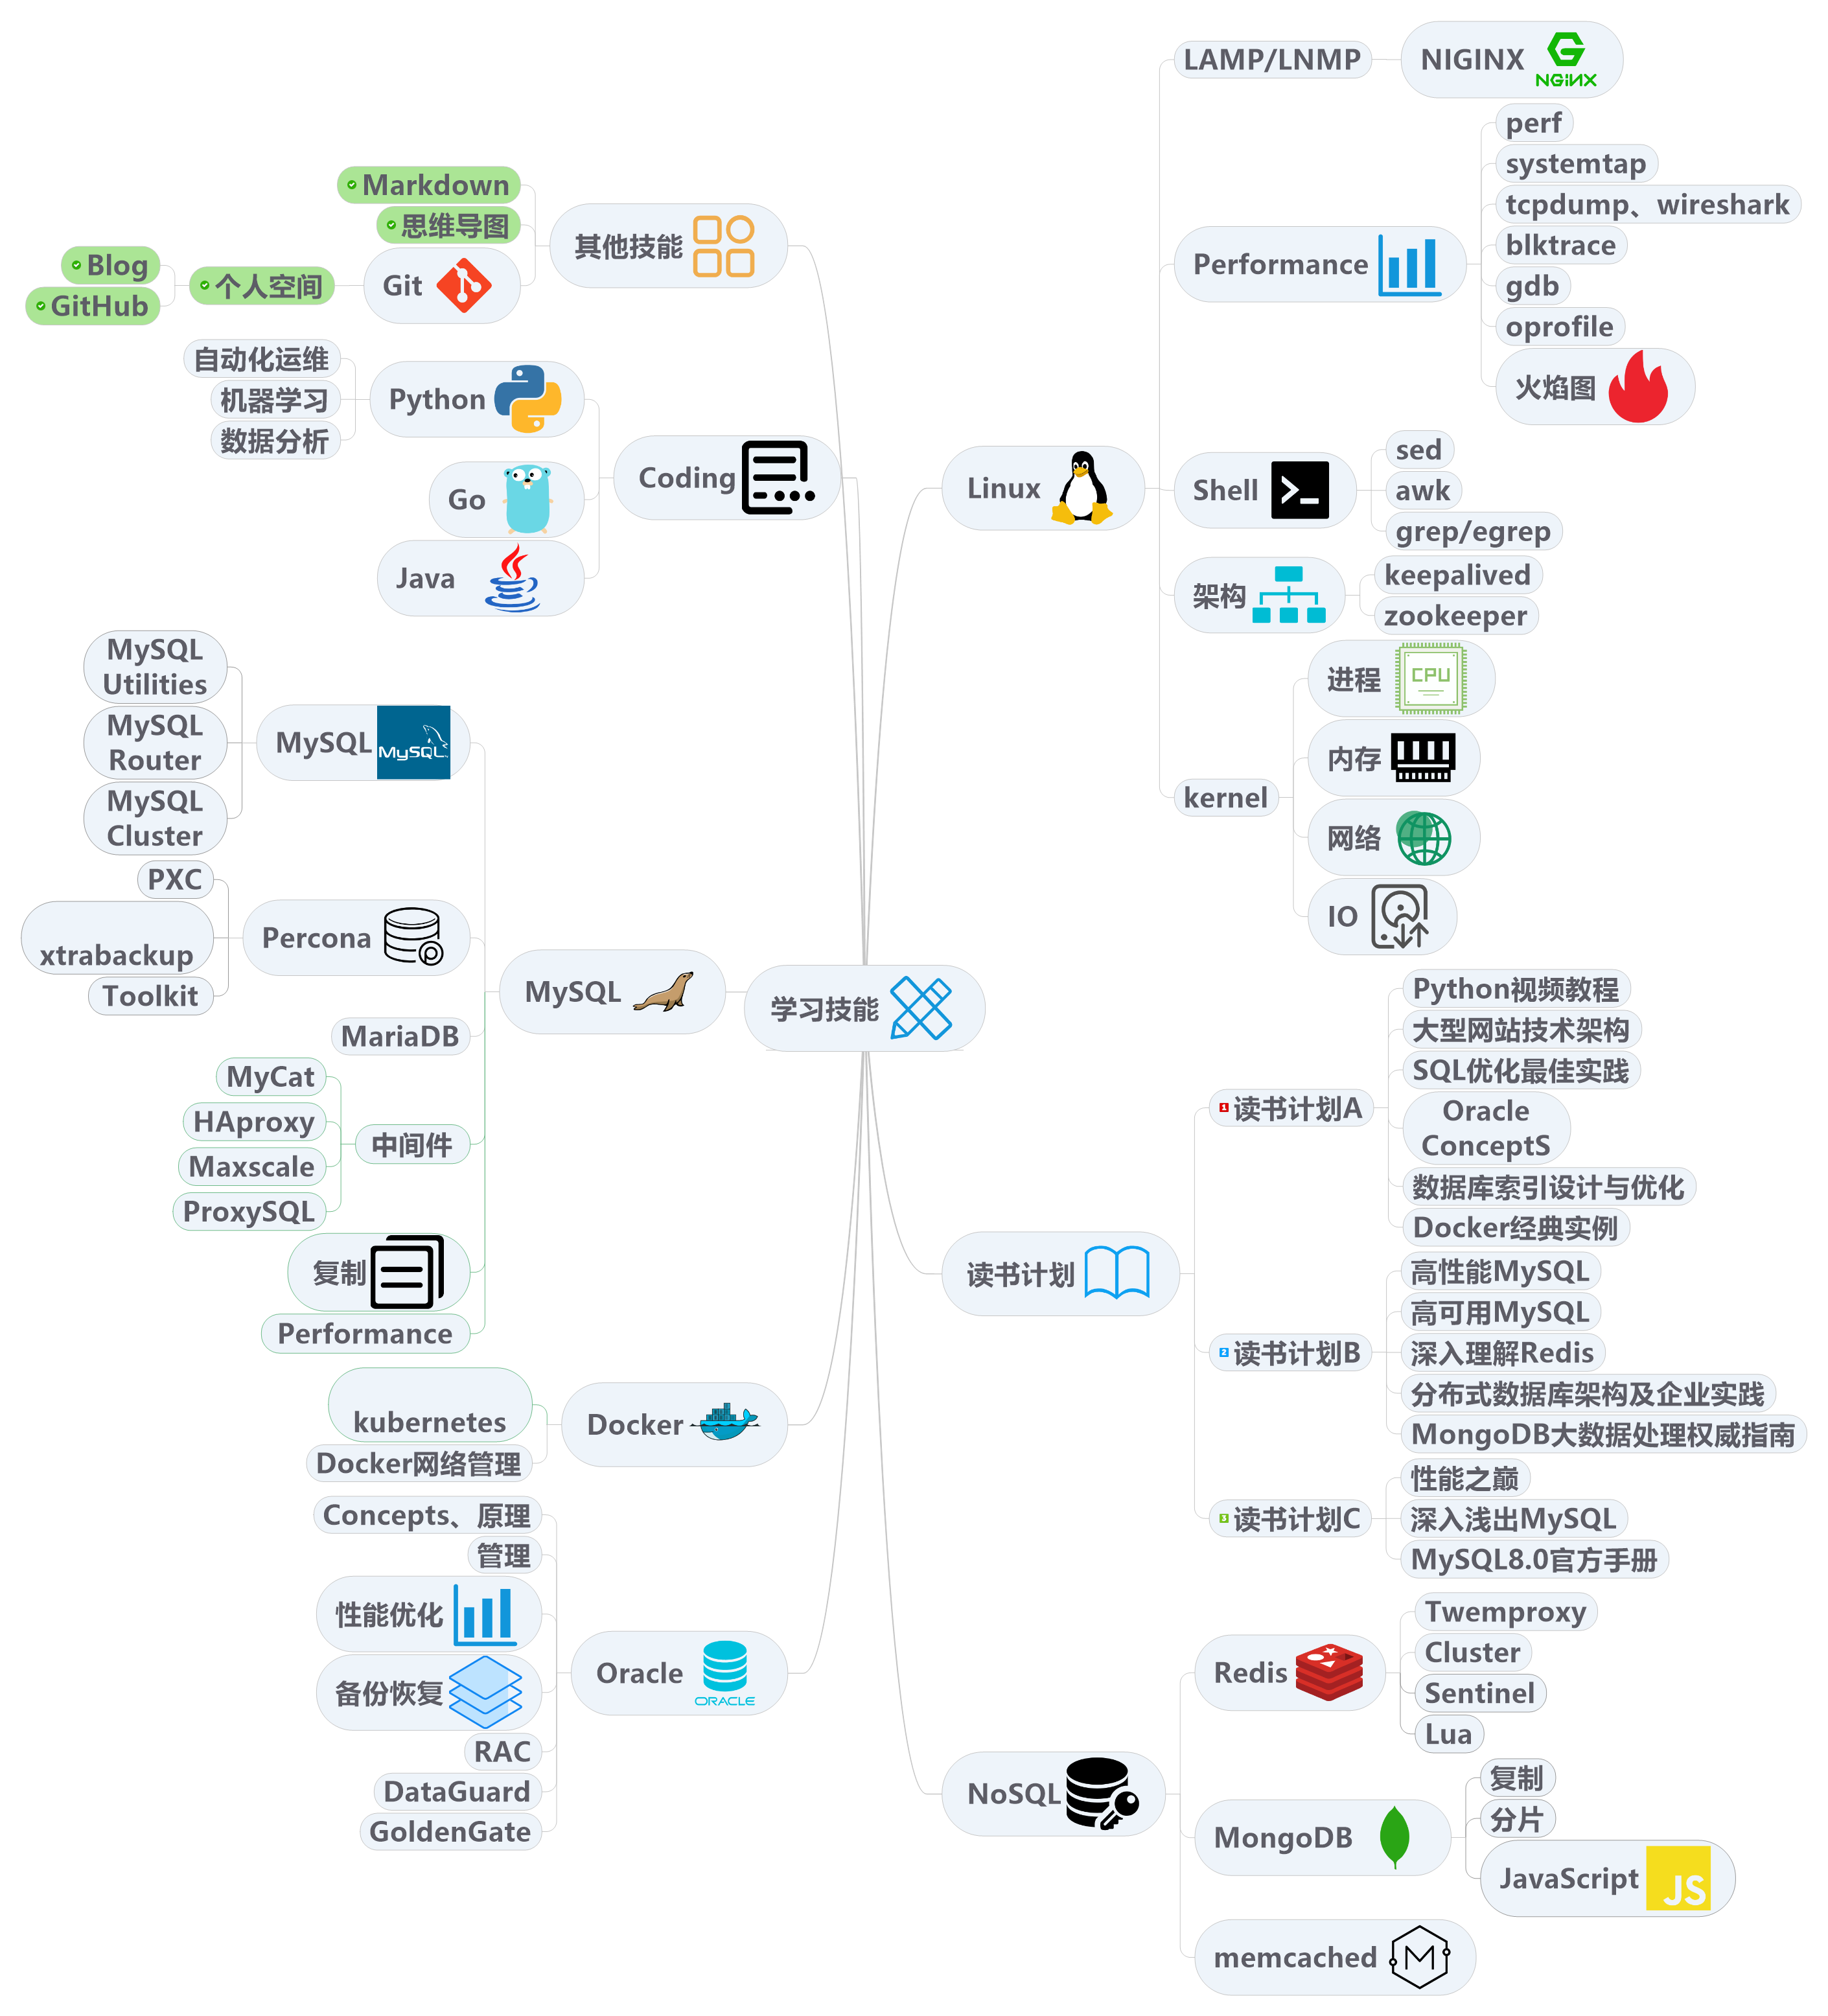 学习技能
Linux
LAMP/LNMP
NIGINX
NGiNX
Performance
perf
systemtap
tcpdump、wireshark
blktrace
gdb
oprofile
火焰图
Shell
sed
awk
grep/egrep
架构
keepalived
zookeeper
kernel
进程
CPU
内存
网络
IO
读书计划
1
读书计划A
Python视频教程
大型网站技术架构
SQL优化最佳实践
Oracle
ConceptS
数据库索引设计与优化
Docker经典实例
2
读书计划B
高性能MySQL
高可用MySQL
深入理解Redis
分布式数据库架构及企业实践
MongoDB大数据处理权威指南
3
读书计划C
性能之巅
深入浅出MySQL
MySQL8.0官方手册
NoSQL
Redis
Twemproxy
Cluster
Sentinel
Lua
MongoDB
复制
分片
JavaScript
JS
memcached
M
其他技能
Markdown
思维导图
Git
个人空间
Blog
GitHub
Coding
Python
自动化运维
机器学习
数据分析
Go
Java
MySQL
MySQL
MySQL
MySQL
Utilities
MySQL
Router
MySQL
Cluster
Percona
PXC
xtrabackup
Toolkit
MariaDB
中间件
MyCat
HAproxy
Maxscale
ProxySQL
复制
Performance
Docker
kubernetes
Docker网络管理
Oracle
ORACLE
Concepts、原理
管理
性能优化
备份恢复
RAC
DataGuard
GoldenGate